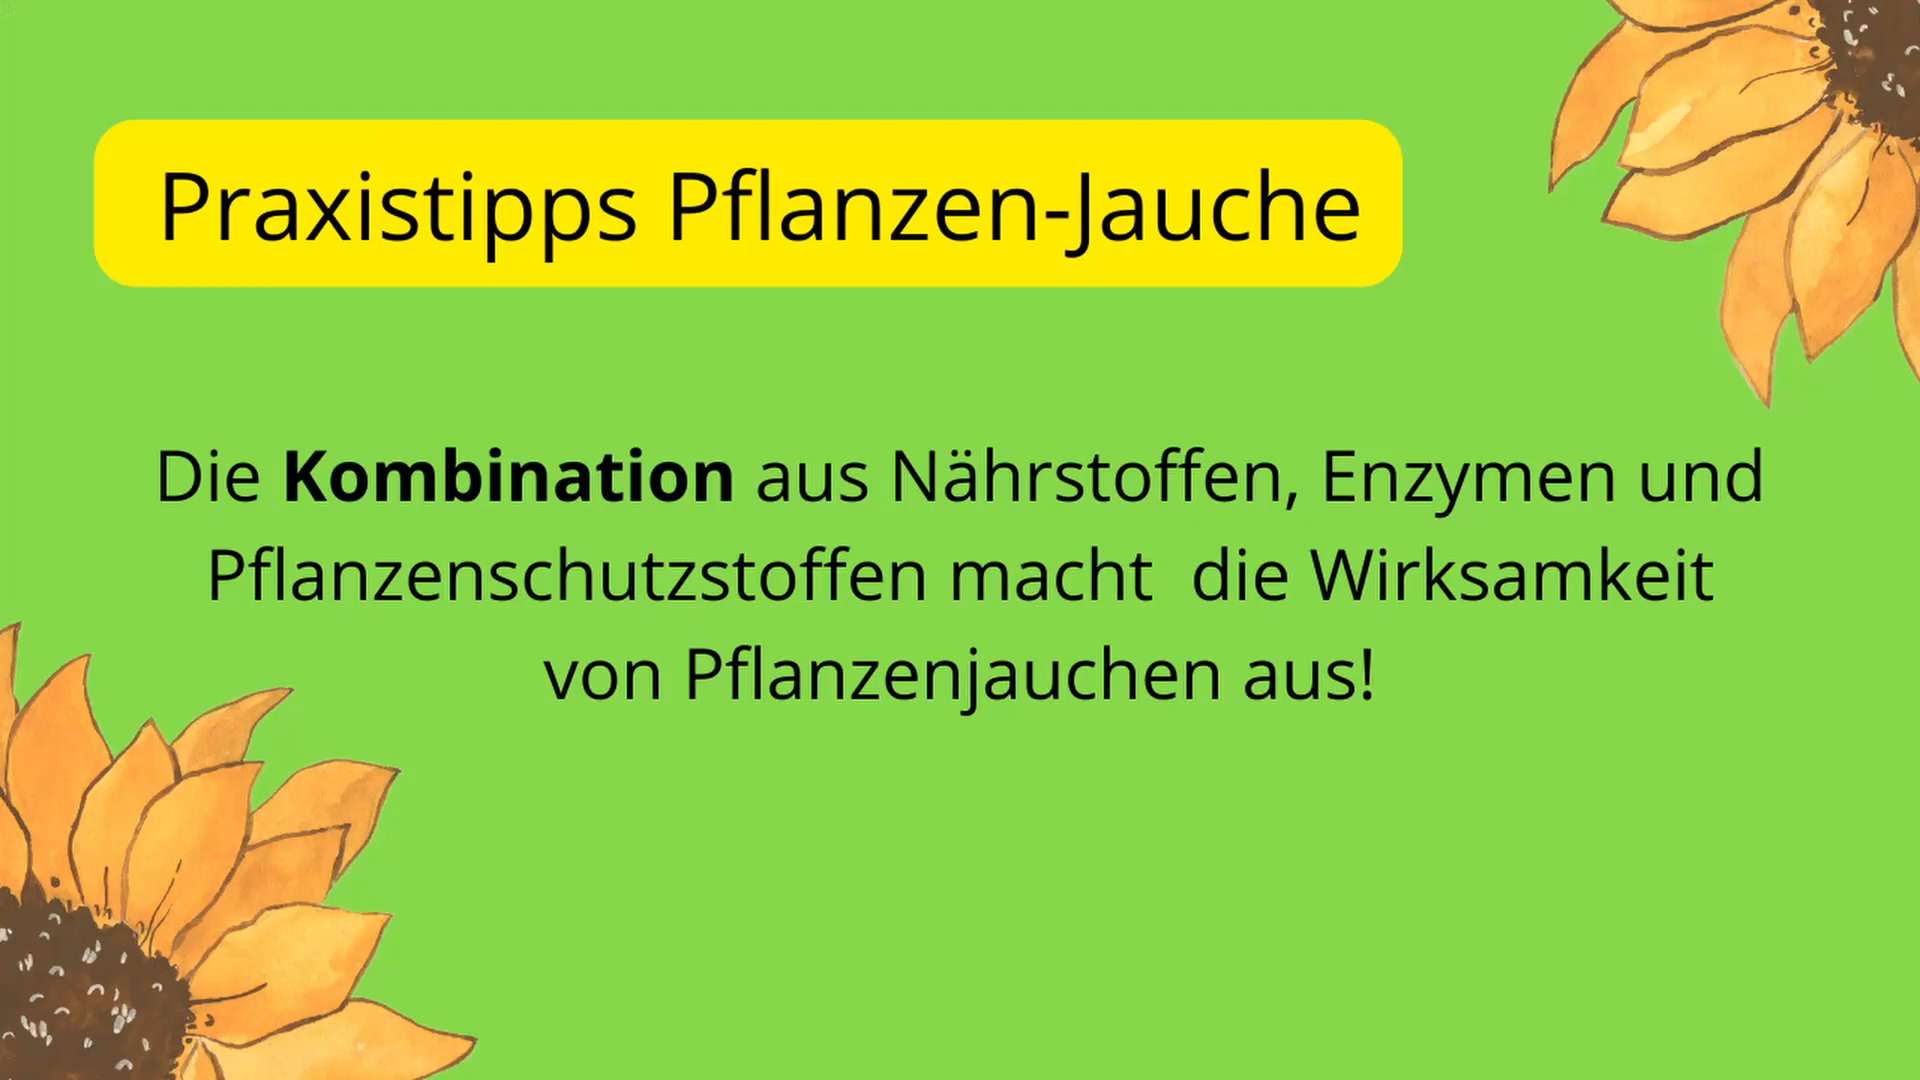 Praxistipps Pflanzen-Jauche
Die Kombination aus Nährstoffen, Enzymen und
Pflanzenschutzstoffen macht  die Wirksamkeit
von Pflanzenjauchen aus!